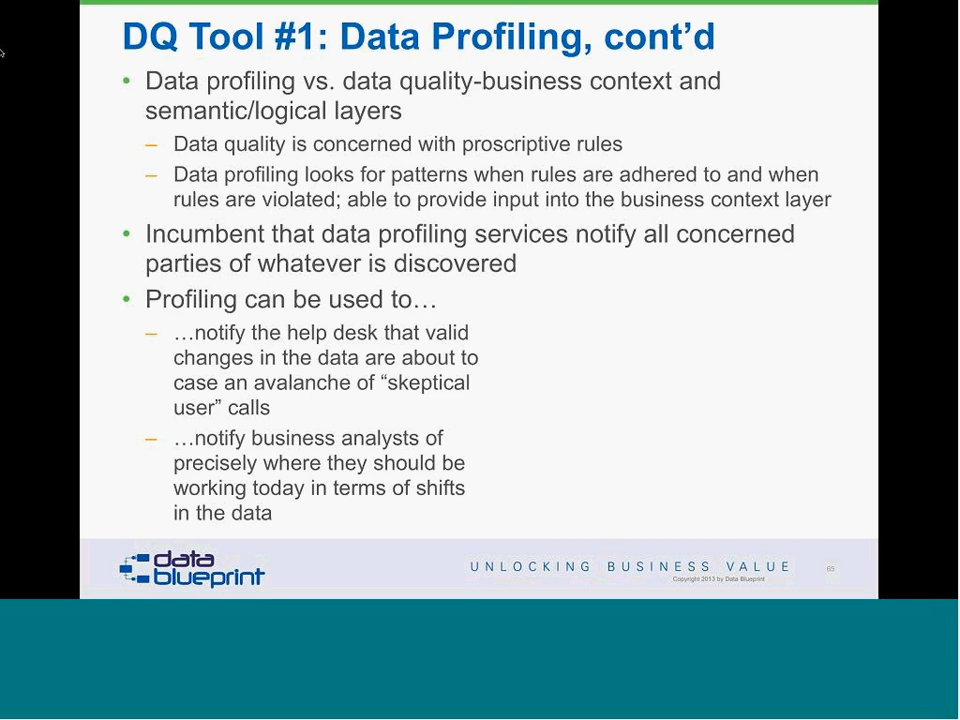 DQ Tool #1: Data Profiling, cont’d
• Data profiling vs. data quality-business context and
semantic/logical layers
– Data quality is concerned with proscriptive rules
– Data profiling looks for patterns when rules are adhered to and when
rules are violated; able to provide input into the business context layer
• Incumbent that data profiling services notify all concerned
parties of whatever is discovered
• Profiling can be used to…
– …notify the help desk that valid
changes in the data are about to
case an avalanche of “skeptical
user” calls
– …notify business analysts of
precisely where they should be
working today in terms of shifts
in the data
data
blueprint
UNLOCKING BUSINESS VALUE
Copyright 2013 by Data Blueprint
65